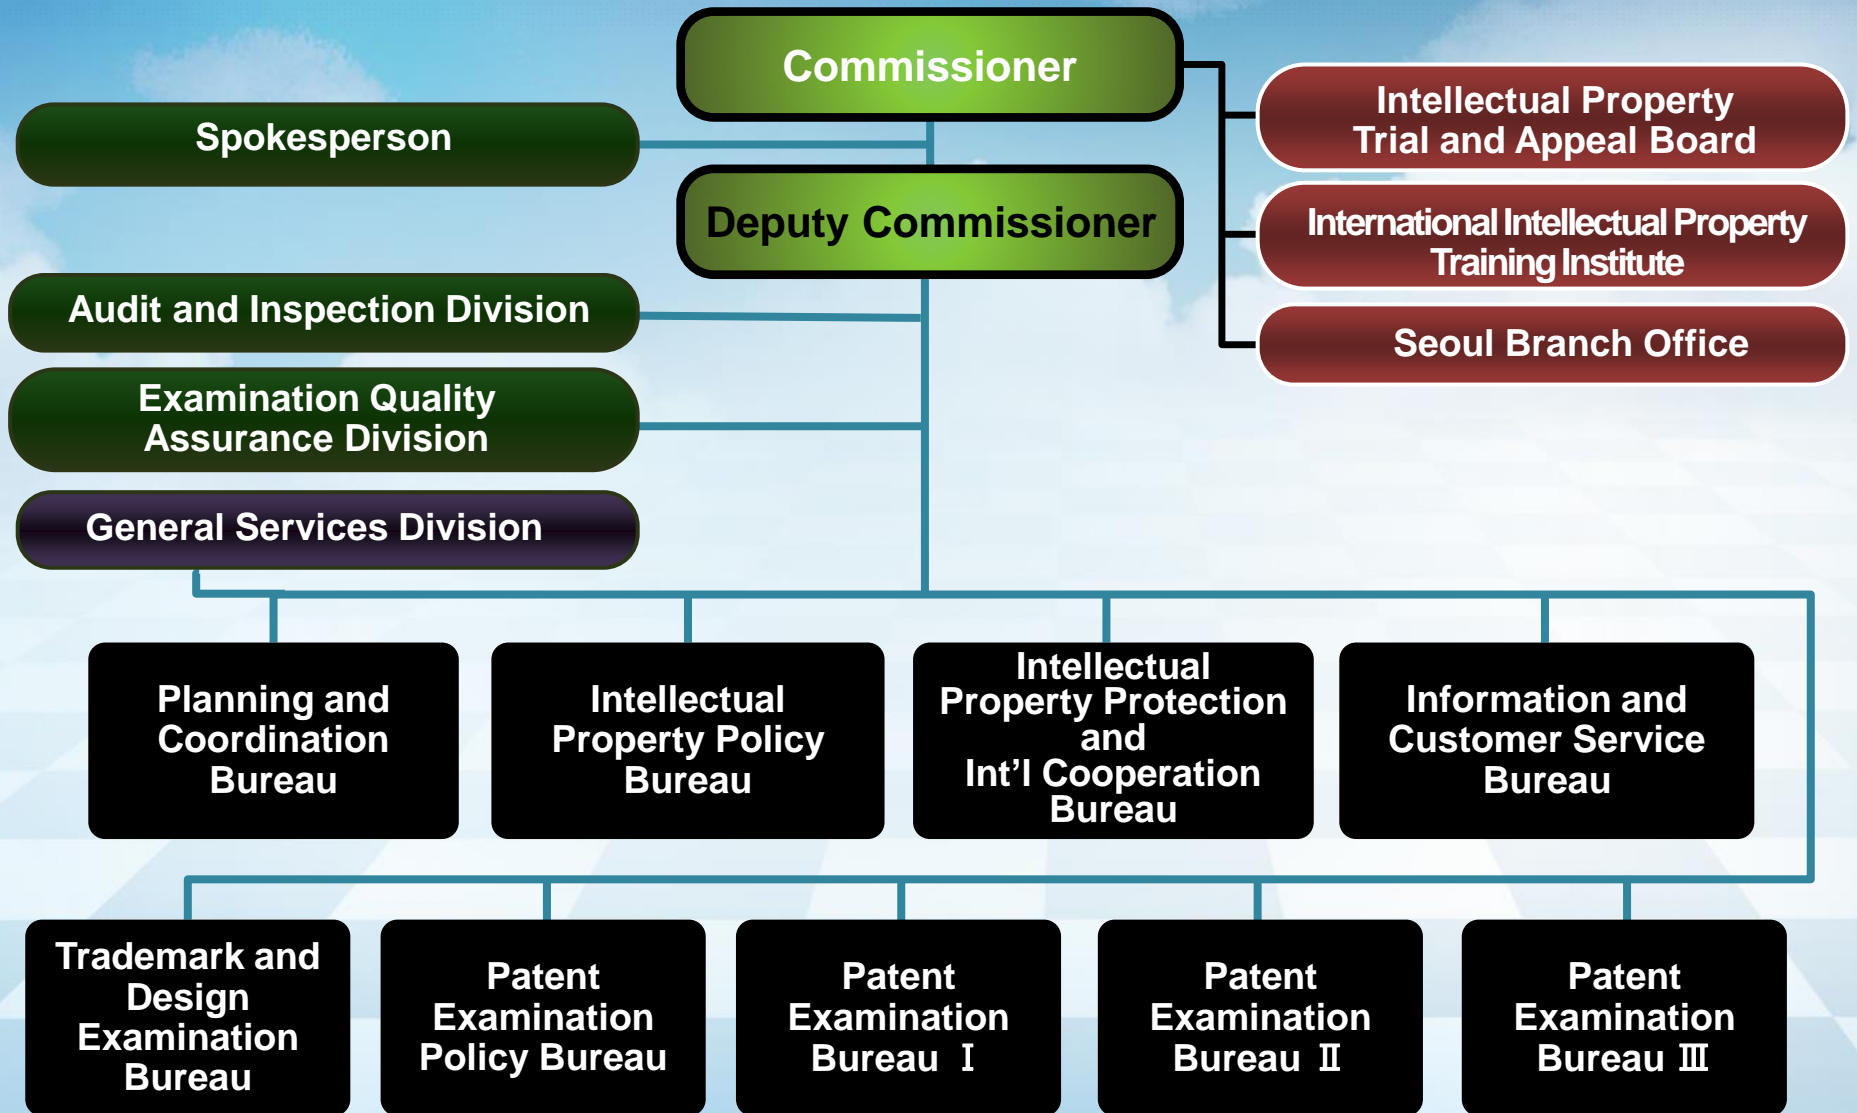 Commissioner
Spokesperson
Intellectual Property
Trial and Appeal Board
Deputy Commissioner
International Intellectual Property
Training Institute
Audit and Inspection Division
Seoul Branch Office
Examination Quality
Assurance Division
General Services Division
Planning and
Coordination
Bureau
Intellectual
Property Policy
Bureau
Intellectual
Property Protection
and
Int’l Cooperation
Bureau
Information and
Customer Service
Bureau
Trademark and
Design
Examination
Bureau
Patent
Examination
Policy Bureau
Patent
Examination
Bureau Ⅰ
Patent
Examination
Bureau Ⅱ
Patent
Examination
Bureau Ⅲ